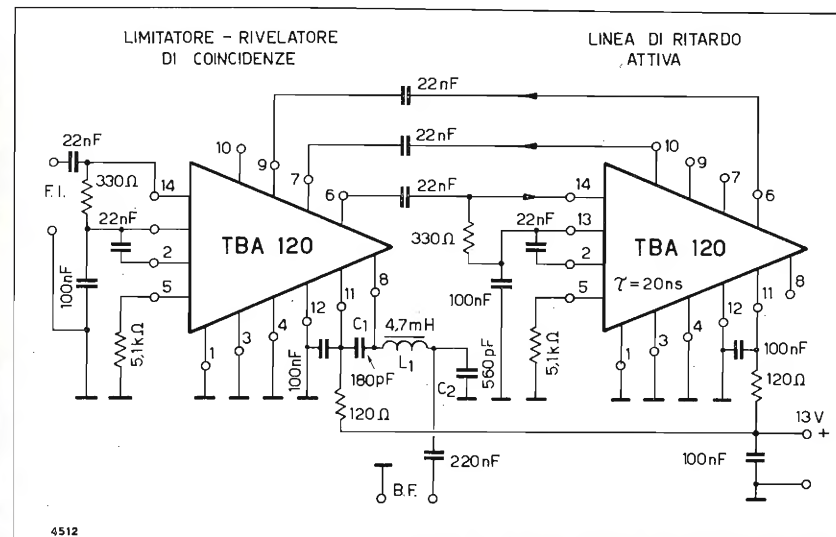 LIMITATORE - RIVELATORE
DI COINCIDENZE
LINEA DI RITARDO
ATTIVA
22nF
22nF
22nF
22nF
22nF
22nF
F.I.
330Ω
100nF
5,1kΩ
14
2
5
10
9
7
6
TBA 120
1
3
4
12
11
8
100nF
C1
180pF
4,7mH
L1
C2
560pF
120Ω
220nF
B.F.
330Ω
100nF
5,1kΩ
14
13
2
5
10
9
7
6
TBA 120
τ=20ns
8
1
3
4
12
11
100nF
120Ω
13V
+
100nF
4512